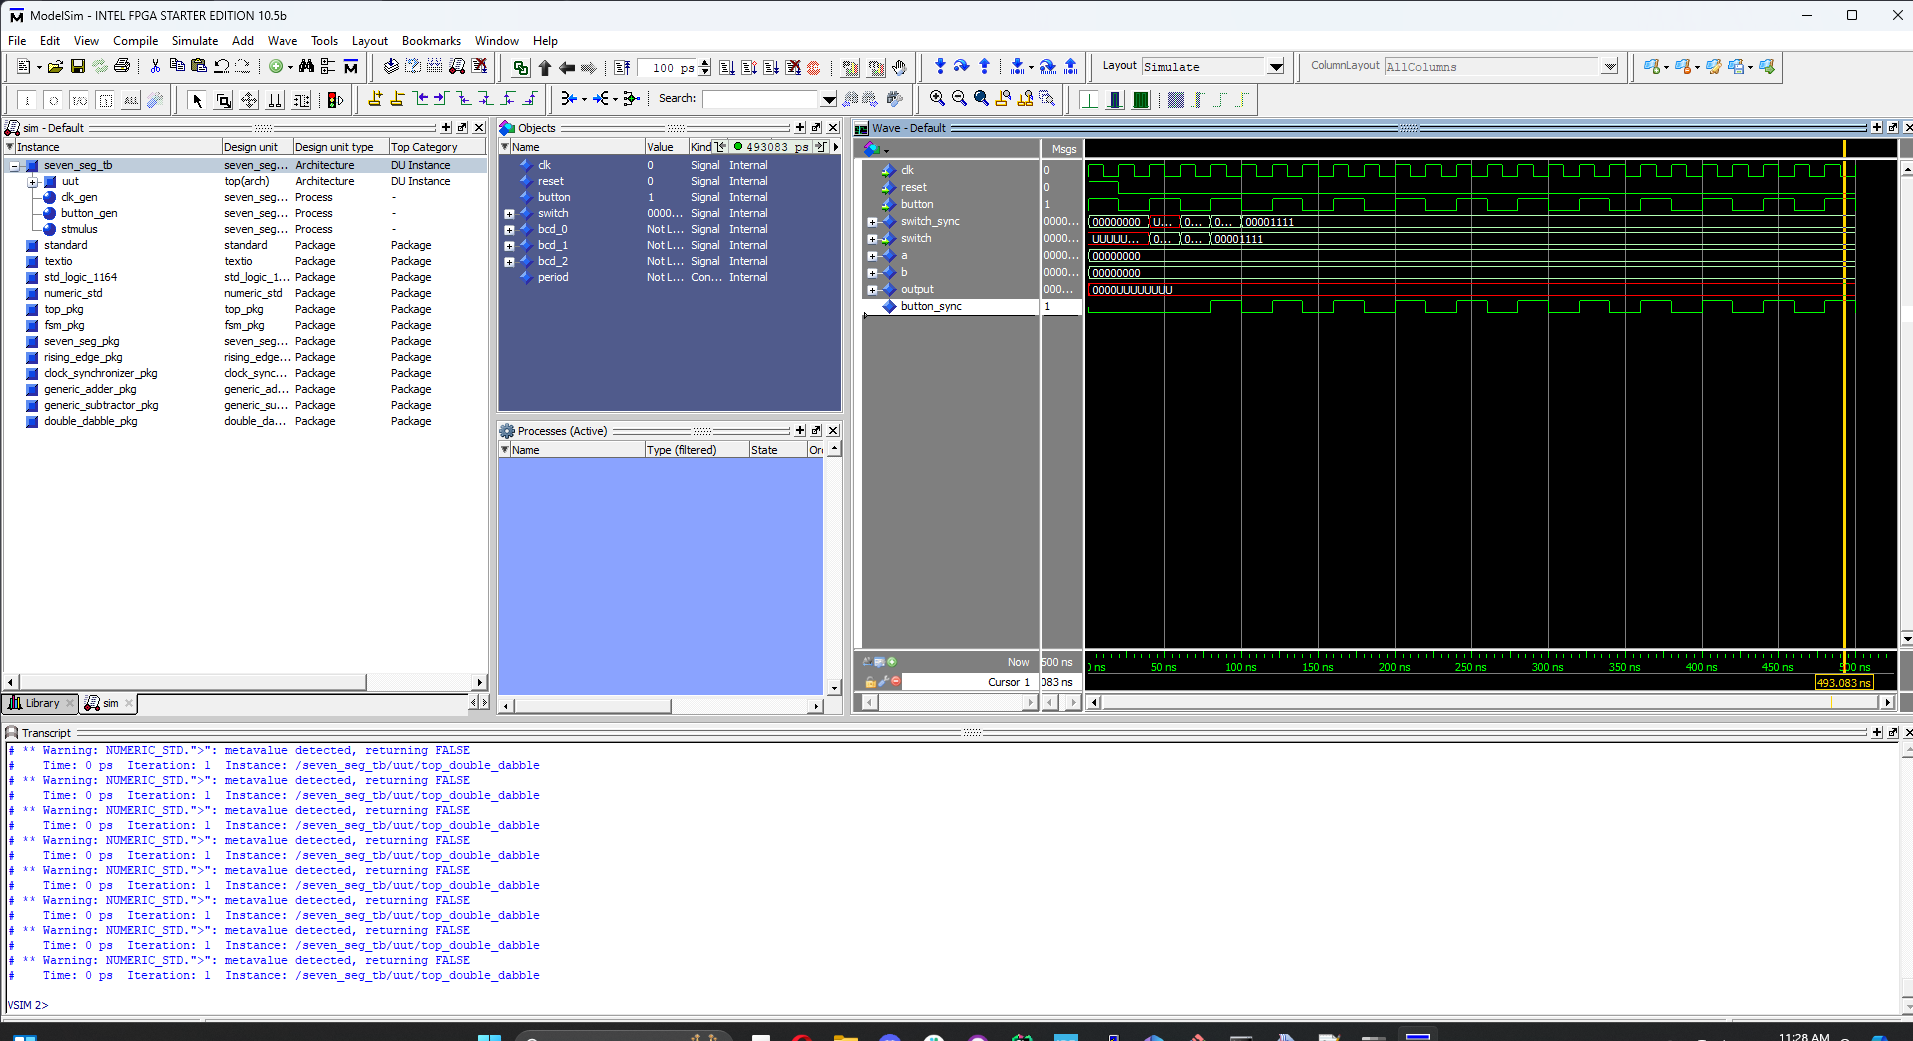 ModelSim - INTEL FPGA STARTER EDITION 10.5b
File Edit View Compile Simulate Add Wave Tools Layout Bookmarks Window Help
100 ps
Layout Simulate
ColumnLayout AllColumns
Search:
sim - Default
Instance Design unit Design unit type Top Category
seven_seg_tb seven_seg... Architecture DU Instance
uut top(arch) Architecture DU Instance
clk_gen seven_seg... Process -
button_gen seven_seg... Process -
stmulus seven_seg... Process -
standard standard Package Package
textio textio Package Package
std_logic_1164 std_logic_1... Package Package
numeric_std numeric_std Package Package
top_pkg top_pkg Package Package
fsm_pkg fsm_pkg Package Package
seven_seg_pkg seven_seg... Package Package
rising_edge_pkg rising_edge... Package Package
clock_synchronizer_pkg clock_sync... Package Package
generic_adder_pkg generic_ad... Package Package
generic_subtractor_pkg generic_su... Package Package
double_dabble_pkg double_da... Package Package
Library sim
Objects
Name Value Kind 493083 ps
clk 0 Signal Internal
reset 0 Signal Internal
button 1 Signal Internal
switch 0000... Signal Internal
bcd_0 Not L... Signal Internal
bcd_1 Not L... Signal Internal
bcd_2 Not L... Signal Internal
period Not L... Con... Internal
Processes (Active)
Name Type (filtered) State Orc
Wave - Default
Msgs
clk 0
reset 0
button 1
switch_sync 0000... 00000000 U... 0... 0... 00001111
switch 0000... UUUUU... 0... 0... 00001111
a 0000... 00000000
b 0000... 00000000
output 000... 0000UUUUUUUU
button_sync 1
Now 500 ns
0 ns 50 ns 100 ns 150 ns 200 ns 250 ns 300 ns 350 ns 400 ns 450 ns 500 ns
Cursor 1 083 ns 493.083 ns
Transcript
# ** Warning: NUMERIC_STD.">": metavalue detected, returning FALSE
#    Time: 0 ps  Iteration: 1  Instance: /seven_seg_tb/uut/top_double_dabble
# ** Warning: NUMERIC_STD.">": metavalue detected, returning FALSE
#    Time: 0 ps  Iteration: 1  Instance: /seven_seg_tb/uut/top_double_dabble
# ** Warning: NUMERIC_STD.">": metavalue detected, returning FALSE
#    Time: 0 ps  Iteration: 1  Instance: /seven_seg_tb/uut/top_double_dabble
# ** Warning: NUMERIC_STD.">": metavalue detected, returning FALSE
#    Time: 0 ps  Iteration: 1  Instance: /seven_seg_tb/uut/top_double_dabble
# ** Warning: NUMERIC_STD.">": metavalue detected, returning FALSE
#    Time: 0 ps  Iteration: 1  Instance: /seven_seg_tb/uut/top_double_dabble
# ** Warning: NUMERIC_STD.">": metavalue detected, returning FALSE
#    Time: 0 ps  Iteration: 1  Instance: /seven_seg_tb/uut/top_double_dabble
# ** Warning: NUMERIC_STD.">": metavalue detected, returning FALSE
#    Time: 0 ps  Iteration: 1  Instance: /seven_seg_tb/uut/top_double_dabble
# ** Warning: NUMERIC_STD.">": metavalue detected, returning FALSE
#    Time: 0 ps  Iteration: 1  Instance: /seven_seg_tb/uut/top_double_dabble
VSIM 2>
11:28 AM